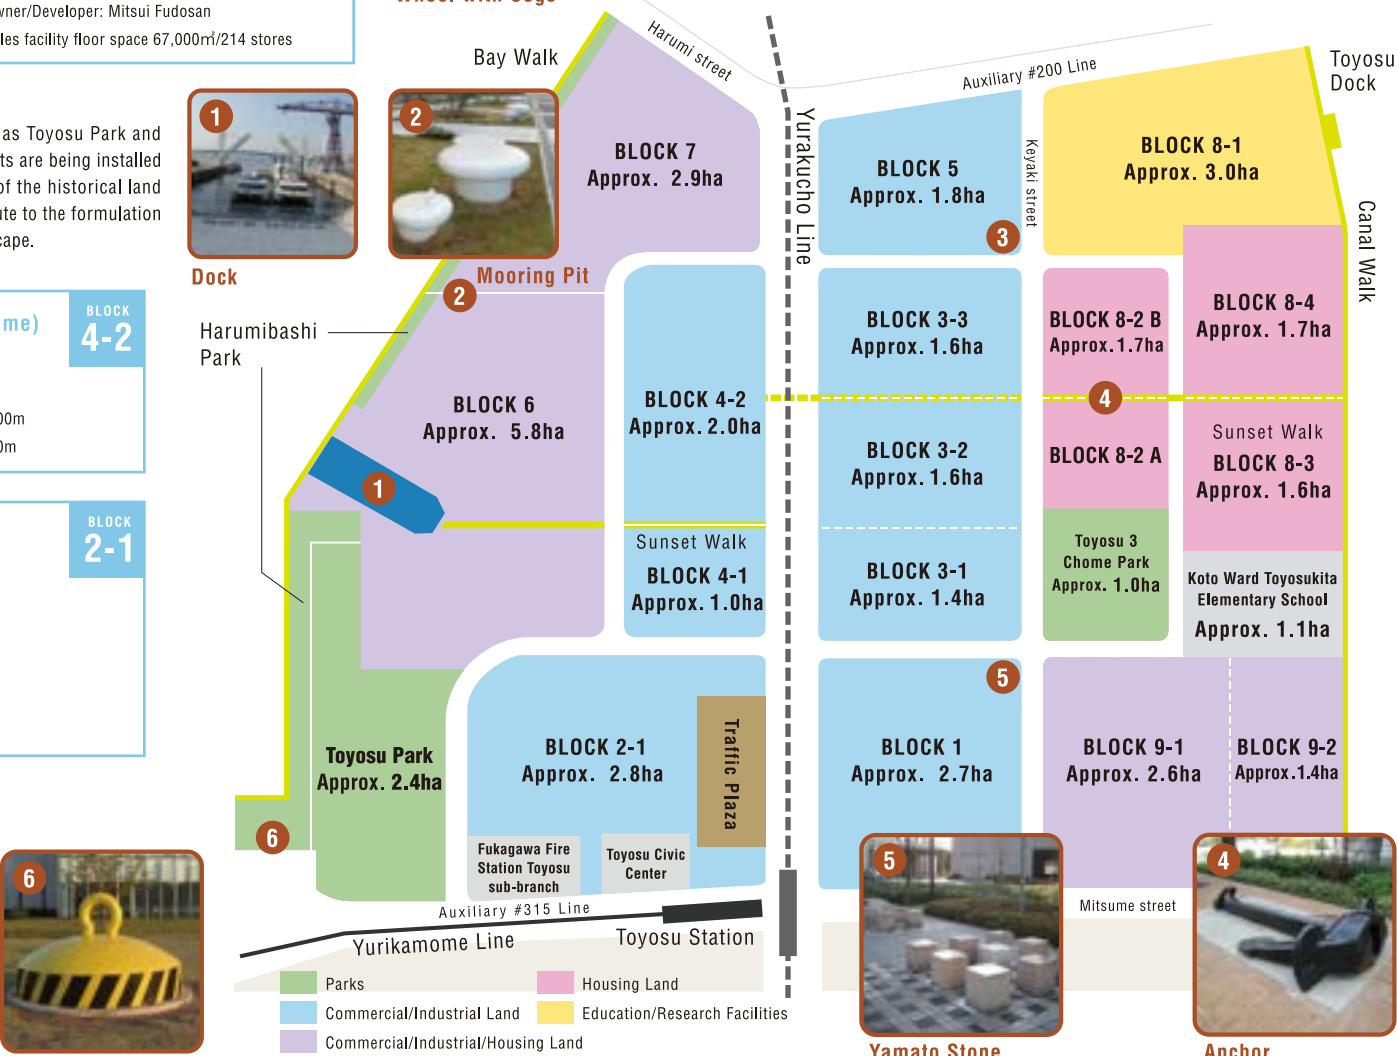 wner/Developer: Mitsui Fudosan
les facility floor space 67,000㎡/214 stores
as Toyosu Park and
ts are being installed
of the historical land
ute to the formulation
cape.
me)
BLOCK
4-2
00m
0m
BLOCK
2-1
Wheel with Cogs
Bay Walk
1
Dock
2
Mooring Pit
Harumi street
Yurakucho Line
Auxiliary #200 Line
Keyaki street
Toyosu
Dock
Canal Walk
BLOCK 7
Approx. 2.9ha
BLOCK 5
Approx. 1.8ha
3
BLOCK 8-1
Approx. 3.0ha
2
Harumibashi
Park
BLOCK 6
Approx. 5.8ha
BLOCK 4-2
Approx. 2.0ha
BLOCK 3-3
Approx. 1.6ha
BLOCK 8-2 B
Approx.1.7ha
BLOCK 8-4
Approx. 1.7ha
4
BLOCK 3-2
Approx. 1.6ha
BLOCK 8-2 A
Sunset Walk
BLOCK 8-3
Approx. 1.6ha
1
Sunset Walk
BLOCK 4-1
Approx. 1.0ha
BLOCK 3-1
Approx. 1.4ha
Toyosu 3
Chome Park
Approx. 1.0ha
Koto Ward Toyosukita
Elementary School
Approx. 1.1ha
5
Toyosu Park
Approx. 2.4ha
BLOCK 2-1
Approx. 2.8ha
Traffic Plaza
BLOCK 1
Approx. 2.7ha
BLOCK 9-1
Approx. 2.6ha
BLOCK 9-2
Approx.1.4ha
6
Fukagawa Fire
Station Toyosu
sub-branch
Toyosu Civic
Center
Auxiliary #315 Line
Yurikamome Line
Toyosu Station
Mitsume street
6
5
Yamato Stone
4
Anchor
Parks
Commercial/Industrial Land
Commercial/Industrial/Housing Land
Housing Land
Education/Research Facilities